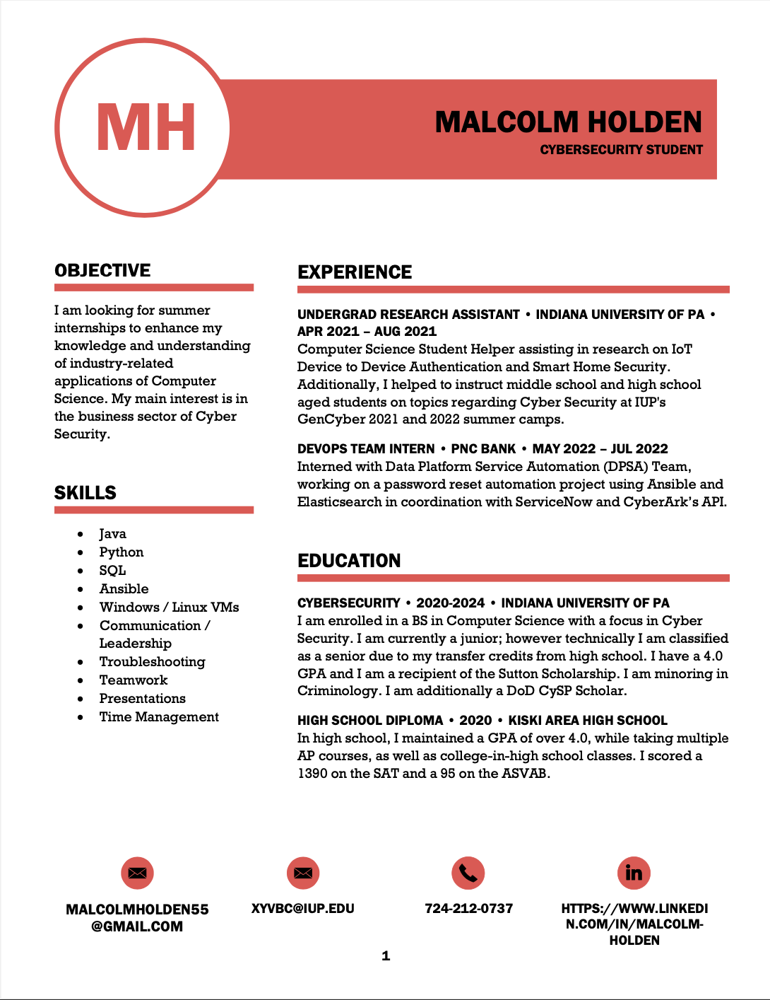 MH
MALCOLM HOLDEN
CYBERSECURITY STUDENT
OBJECTIVE
I am looking for summer
internships to enhance my
knowledge and understanding
of industry-related
applications of Computer
Science. My main interest is in
the business sector of Cyber
Security.
SKILLS
• Java
• Python
• SQL
• Ansible
• Windows / Linux VMs
• Communication /
Leadership
• Troubleshooting
• Teamwork
• Presentations
• Time Management
EXPERIENCE
UNDERGRAD RESEARCH ASSISTANT • INDIANA UNIVERSITY OF PA •
APR 2021 – AUG 2021
Computer Science Student Helper assisting in research on IoT
Device to Device Authentication and Smart Home Security.
Additionally, I helped to instruct middle school and high school
aged students on topics regarding Cyber Security at IUP's
GenCyber 2021 and 2022 summer camps.
DEVOPS TEAM INTERN • PNC BANK • MAY 2022 – JUL 2022
Interned with Data Platform Service Automation (DPSA) Team,
working on a password reset automation project using Ansible and
Elasticsearch in coordination with ServiceNow and CyberArk’s API.
EDUCATION
CYBERSECURITY • 2020-2024 • INDIANA UNIVERSITY OF PA
I am enrolled in a BS in Computer Science with a focus in Cyber
Security. I am currently a junior; however technically I am classified
as a senior due to my transfer credits from high school. I have a 4.0
GPA and I am a recipient of the Sutton Scholarship. I am minoring in
Criminology. I am additionally a DoD CySP Scholar.
HIGH SCHOOL DIPLOMA • 2020 • KISKI AREA HIGH SCHOOL
In high school, I maintained a GPA of over 4.0, while taking multiple
AP courses, as well as college-in-high school classes. I scored a
1390 on the SAT and a 95 on the ASVAB.
MALCOLMHOLDEN55
@GMAIL.COM
XYVBC@IUP.EDU
724-212-0737
in
HTTPS://WWW.LINKEDI
N.COM/IN/MALCOLM-
HOLDEN
1